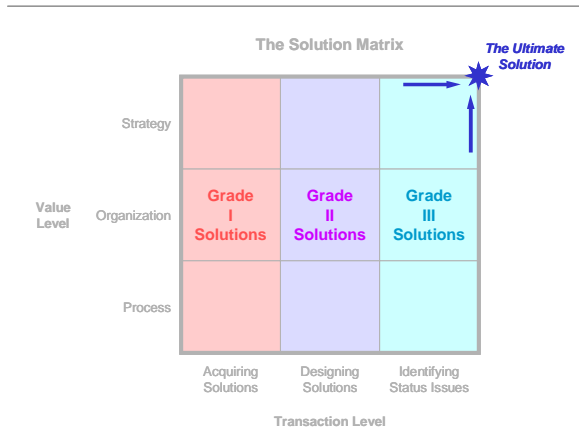 The Solution Matrix
The Ultimate
Solution
Strategy
Value
Level
Organization
Process
Grade
I
Solutions
Grade
II
Solutions
Grade
III
Solutions
Acquiring
Solutions
Designing
Solutions
Identifying
Status Issues
Transaction Level